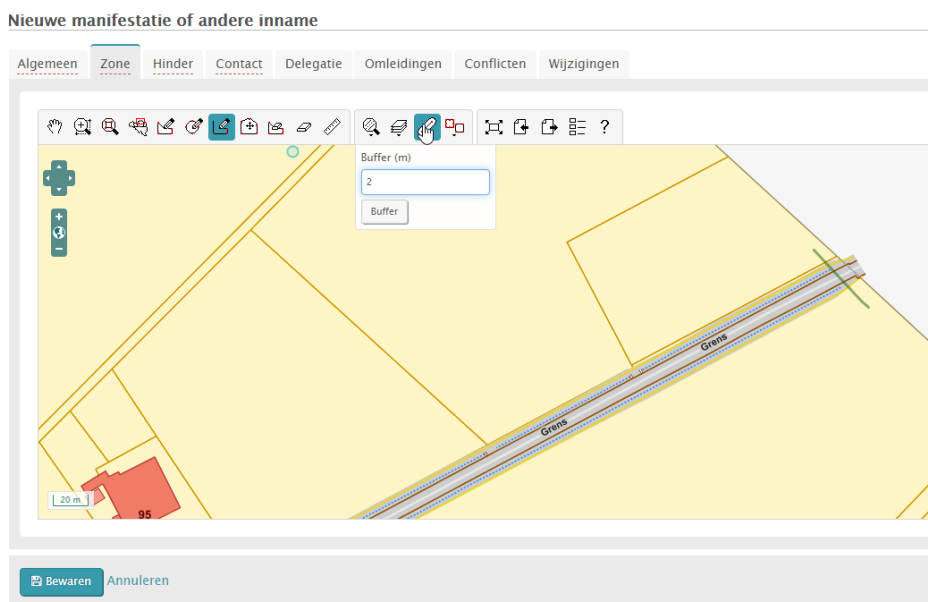 Nieuwe manifestatie of andere inname
Algemeen Zone Hinder Contact Delegatie Omleidingen Conflicten Wijzigingen
?
Buffer (m)
2
Buffer
+
−
Grens
Grens
20 m
95
Bewaren Annuleren